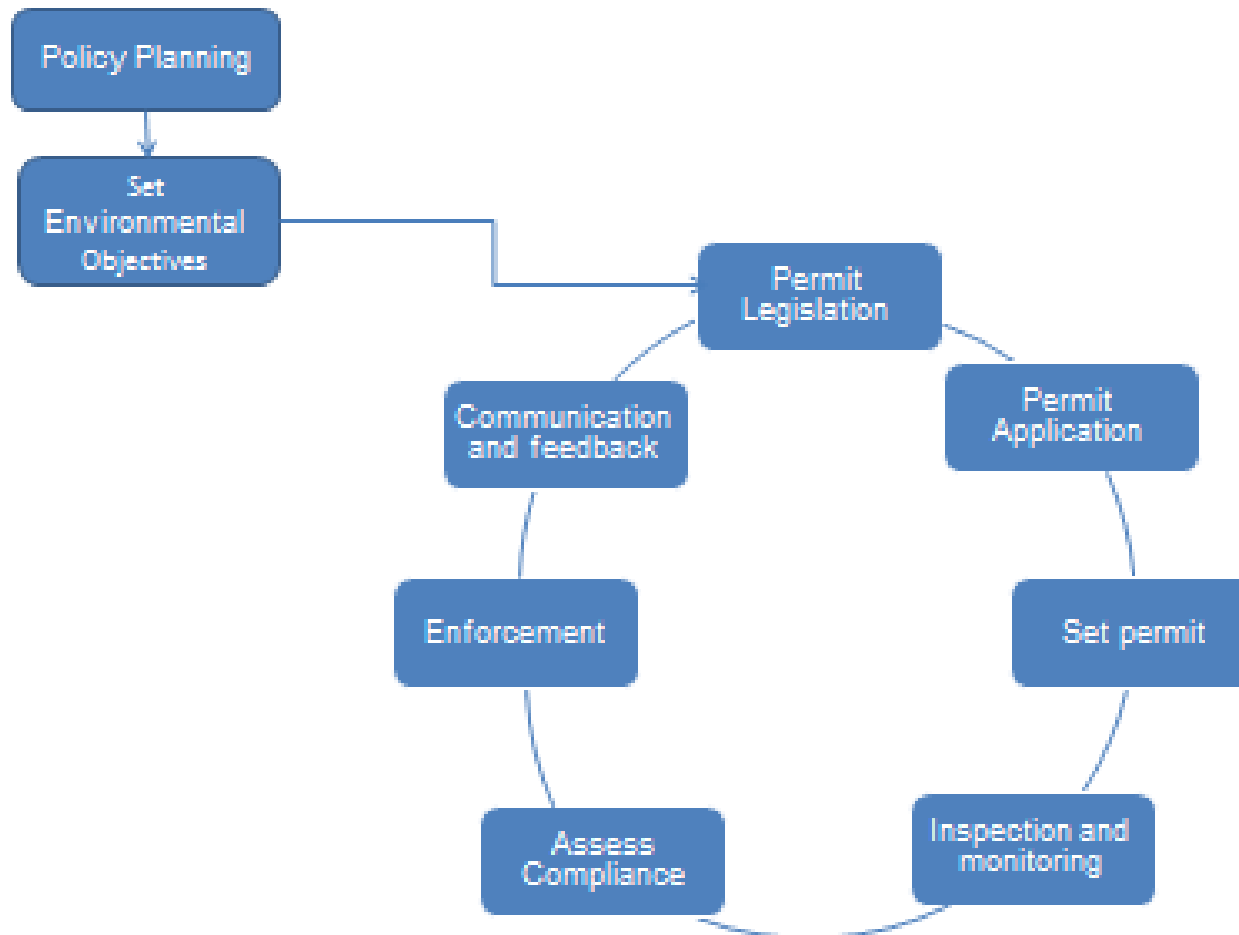 Policy Planning
Set
Environmental
Objectives
Permit
Legislation
Permit
Application
Set permit
Inspection and
monitoring
Assess
Compliance
Enforcement
Communication
and feedback